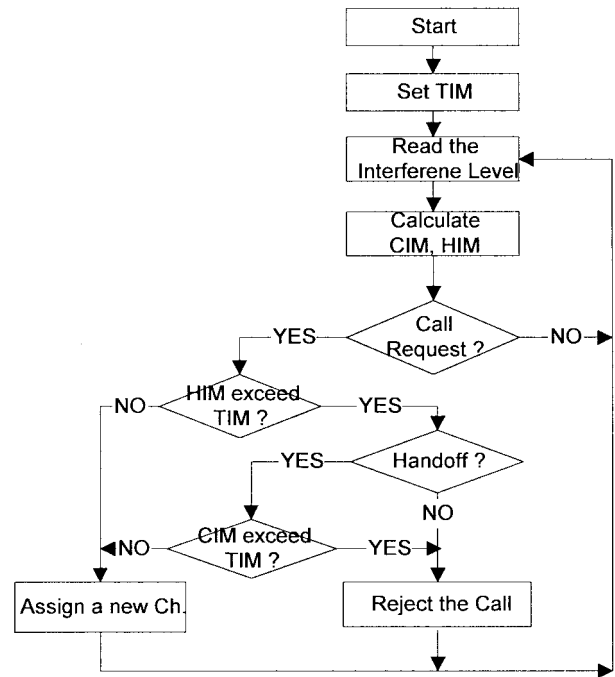 Start
Set TIM
Read the
Interferene Level
Calculate
CIM, HIM
Call
Request ?
YES
NO
HIM exceed
TIM ?
NO
YES
Handoff ?
YES
NO
CIM exceed
TIM ?
NO
YES
Assign a new Ch.
Reject the Call